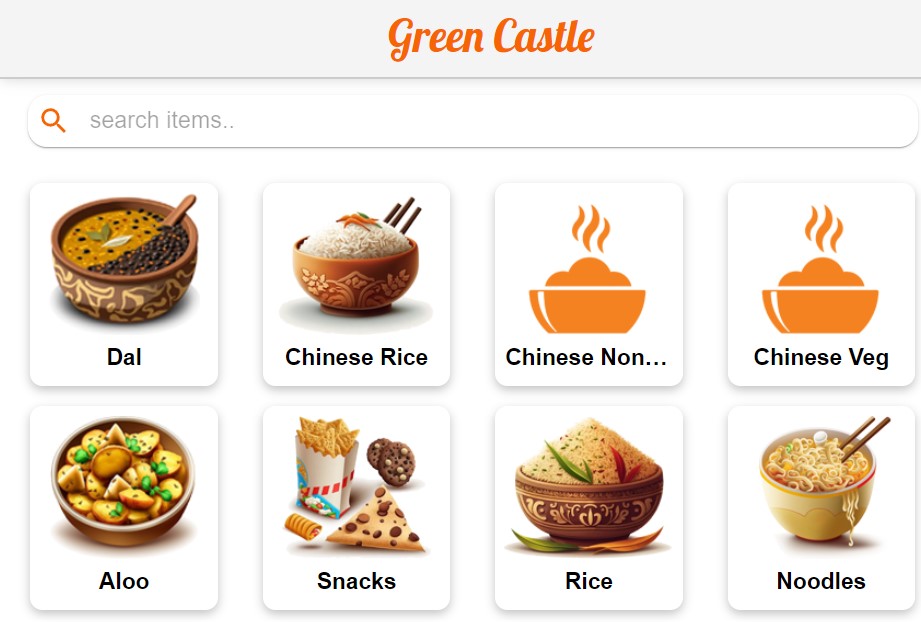 Green Castle
search items..
Dal
Chinese Rice
Chinese Non...
Chinese Veg
Aloo
Snacks
Rice
Noodles